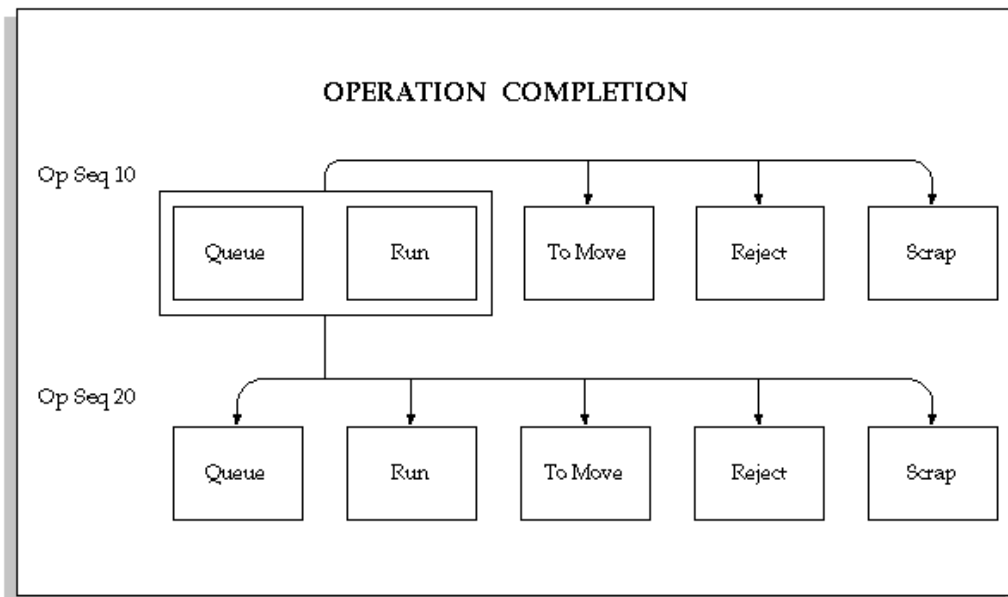 OPERATION COMPLETION
Op Seq 10
Queue
Run
To Move
Reject
Scrap
Op Seq 20
Queue
Run
To Move
Reject
Scrap